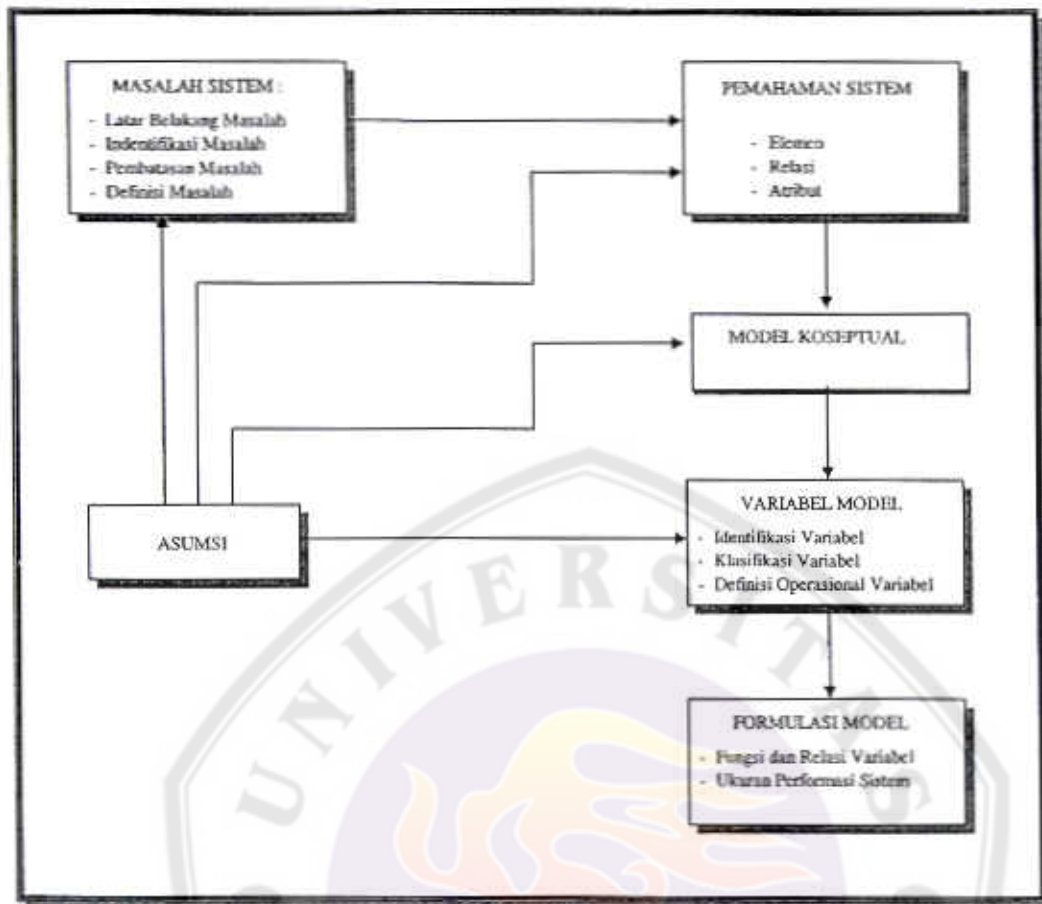 MASALAH SISTEM :
- Latar Belakang Masalah
- Indentifikasi Masalah
- Pembatasan Masalah
- Definisi Masalah
PEMAHAMAN SISTEM
- Elemen
- Relasi
- Atribut
MODEL KOSEPTUAL
ASUMSI
VARIABEL MODEL
- Identifikasi Variabel
- Klasifikasi Variabel
- Definisi Operasional Variabel
FORMULASI MODEL
- Fungsi dan Relasi Variabel
- Ukuran Performasi Sistem
UNIVERSITAS